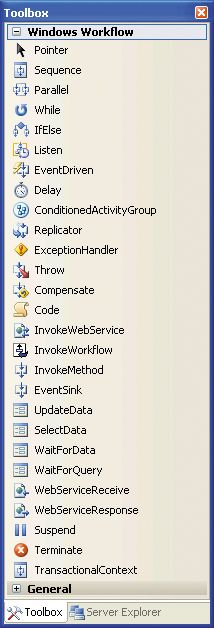 Toolbox
Windows Workflow
Pointer
Sequence
Parallel
While
IfElse
Listen
EventDriven
Delay
ConditionedActivityGroup
Replicator
ExceptionHandler
Throw
Compensate
Code
InvokeWebService
InvokeWorkflow
InvokeMethod
EventSink
UpdateData
SelectData
WaitForData
WaitForQuery
WebServiceReceive
WebServiceResponse
Suspend
Terminate
TransactionalContext
General
Toolbox Server Explorer